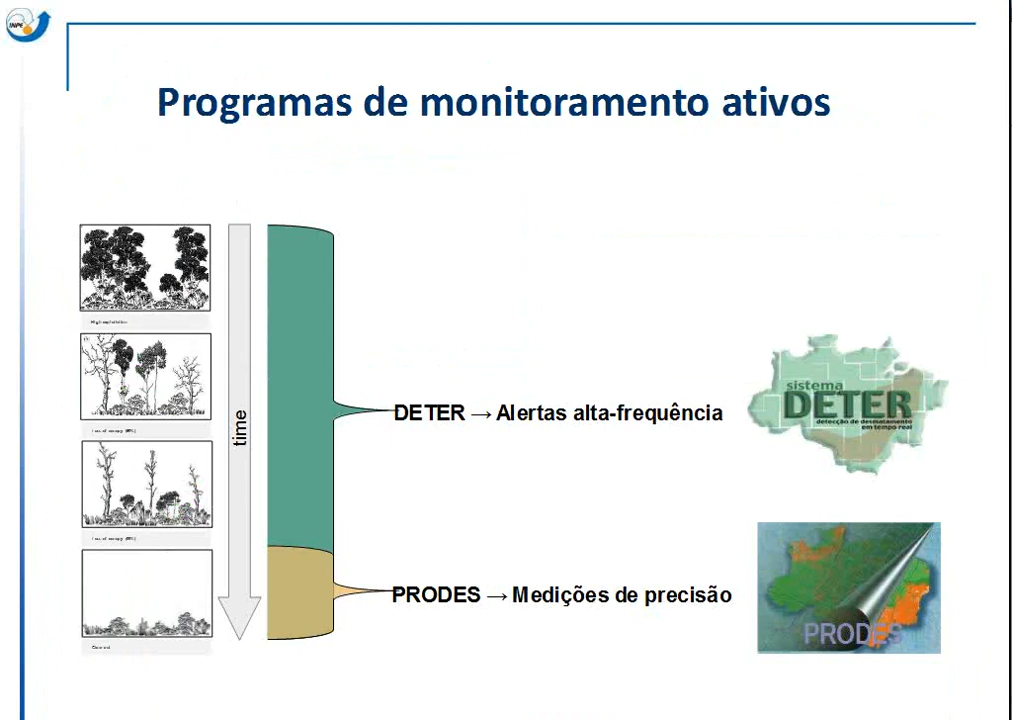 INPE
Programas de monitoramento ativos
time
DETER → Alertas alta-frequência
sistema
DETER
detecção de desmatamento
em tempo real
PRODES → Medições de precisão
PRODES